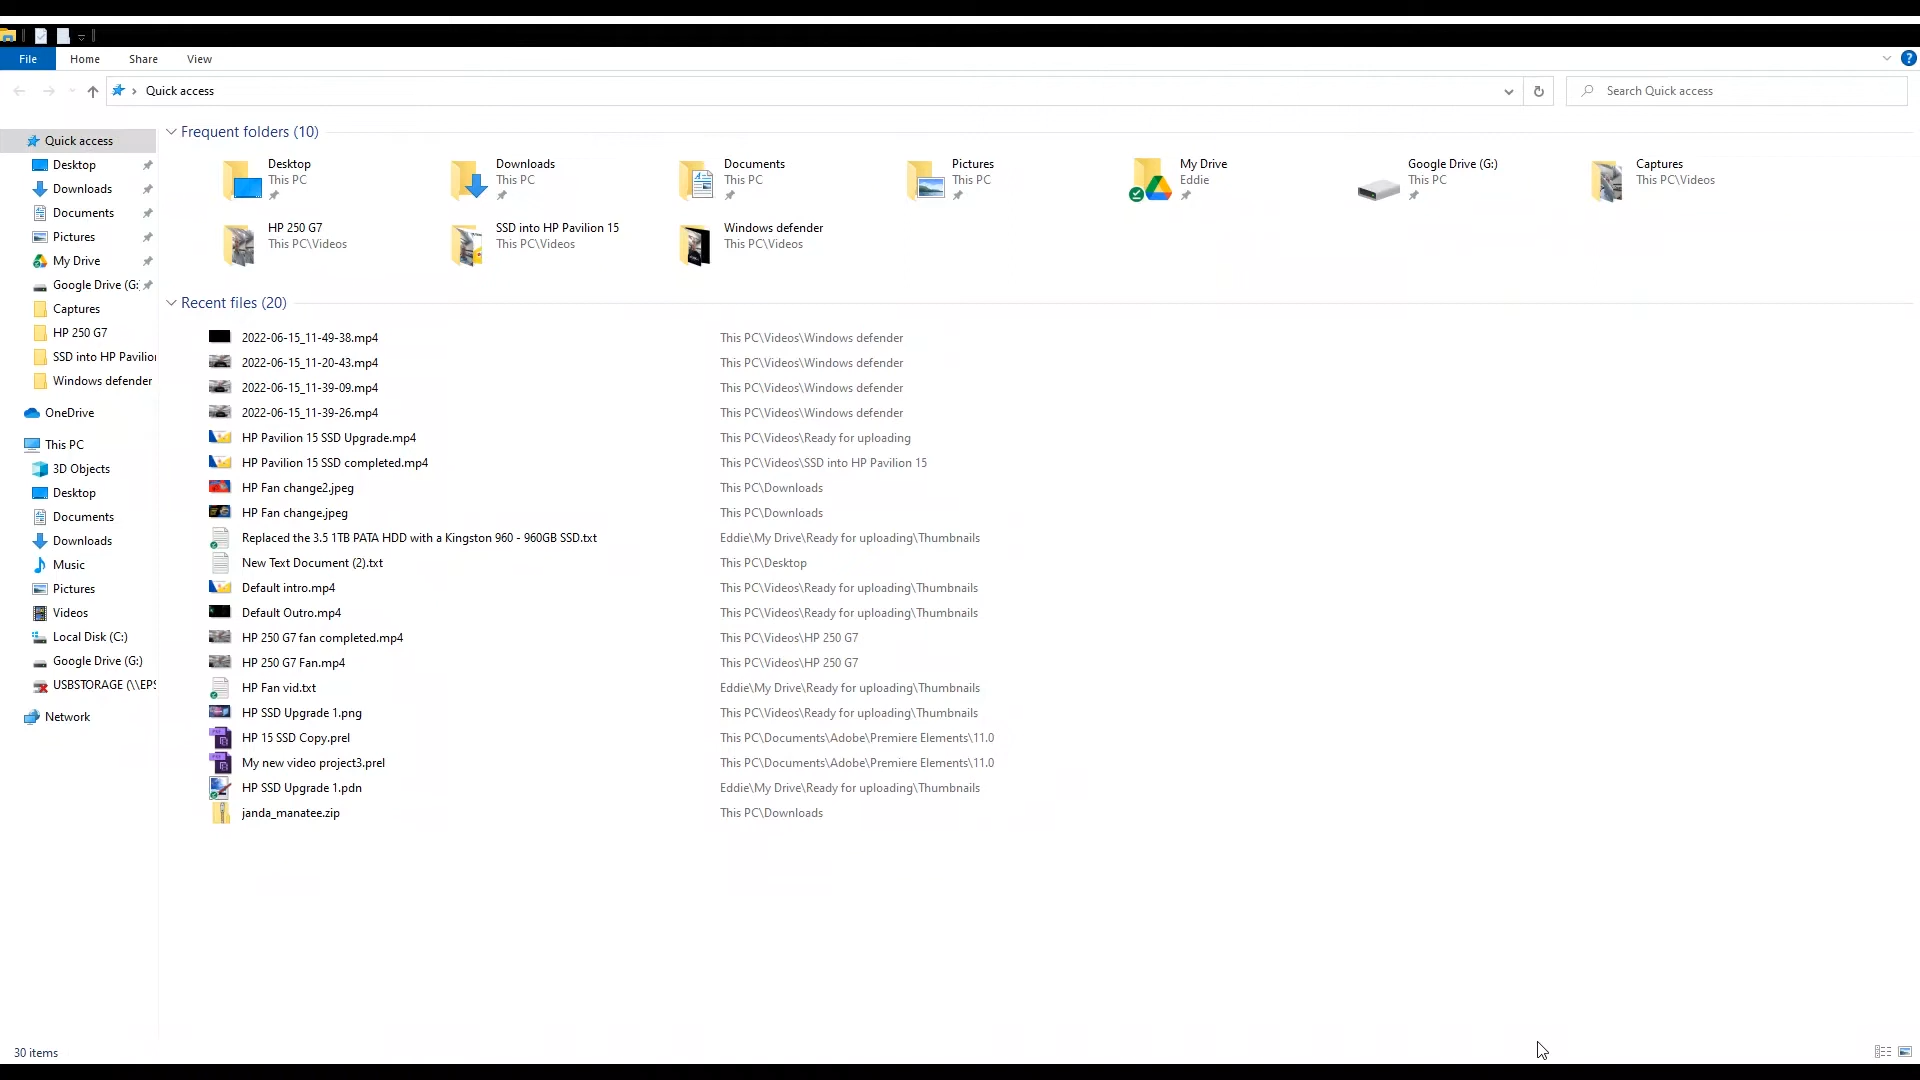 File
Home
Share
View
?
Quick access
Search Quick access
Quick access
Desktop
Downloads
Documents
Pictures
My Drive
Google Drive (G:
Captures
HP 250 G7
SSD into HP Pavilion
Windows defender
OneDrive
This PC
3D Objects
Desktop
Documents
Downloads
Music
Pictures
Videos
Local Disk (C:)
Google Drive (G:)
USBSTORAGE (\\EPS
Network
Frequent folders (10)
Desktop
This PC
Downloads
This PC
Documents
This PC
Pictures
This PC
My Drive
Eddie
Google Drive (G:)
This PC
Captures
This PC\Videos
HP 250 G7
This PC\Videos
SSD into HP Pavilion 15
This PC\Videos
Windows defender
This PC\Videos
Recent files (20)
2022-06-15_11-49-38.mp4 This PC\Videos\Windows defender
2022-06-15_11-20-43.mp4 This PC\Videos\Windows defender
2022-06-15_11-39-09.mp4 This PC\Videos\Windows defender
2022-06-15_11-39-26.mp4 This PC\Videos\Windows defender
HP Pavilion 15 SSD Upgrade.mp4 This PC\Videos\Ready for uploading
HP Pavilion 15 SSD completed.mp4 This PC\Videos\SSD into HP Pavilion 15
HP Fan change2.jpeg This PC\Downloads
HP Fan change.jpeg This PC\Downloads
Replaced the 3.5 1TB PATA HDD with a Kingston 960 - 960GB SSD.txt Eddie\My Drive\Ready for uploading\Thumbnails
New Text Document (2).txt This PC\Desktop
Default intro.mp4 This PC\Videos\Ready for uploading\Thumbnails
Default Outro.mp4 This PC\Videos\Ready for uploading\Thumbnails
HP 250 G7 fan completed.mp4 This PC\Videos\HP 250 G7
HP 250 G7 Fan.mp4 This PC\Videos\HP 250 G7
HP Fan vid.txt Eddie\My Drive\Ready for uploading\Thumbnails
HP SSD Upgrade 1.png This PC\Videos\Ready for uploading\Thumbnails
HP 15 SSD Copy.prel This PC\Documents\Adobe\Premiere Elements\11.0
My new video project3.prel This PC\Documents\Adobe\Premiere Elements\11.0
HP SSD Upgrade 1.pdn Eddie\My Drive\Ready for uploading\Thumbnails
janda_manatee.zip This PC\Downloads
30 items